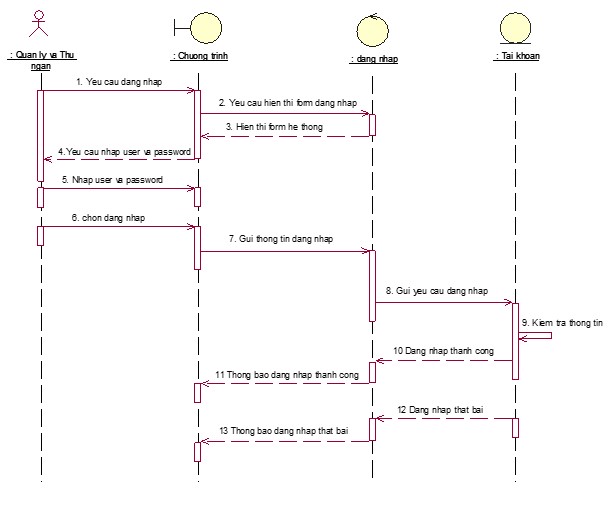 : Quan ly va Thu
ngan
: Chuong trinh
: dang nhap
: Tai khoan
1. Yeu cau dang nhap
2. Yeu cau hien thi form dang nhap
3. Hien thi form he thong
4.Yeu cau nhap user va password
5. Nhap user va password
6. chon dang nhap
7. Gui thong tin dang nhap
8. Gui yeu cau dang nhap
9. Kiem tra thong tin
10 Dang nhap thanh cong
11 Thong bao dang nhap thanh cong
12 Dang nhap that bai
13 Thong bao dang nhap that bai